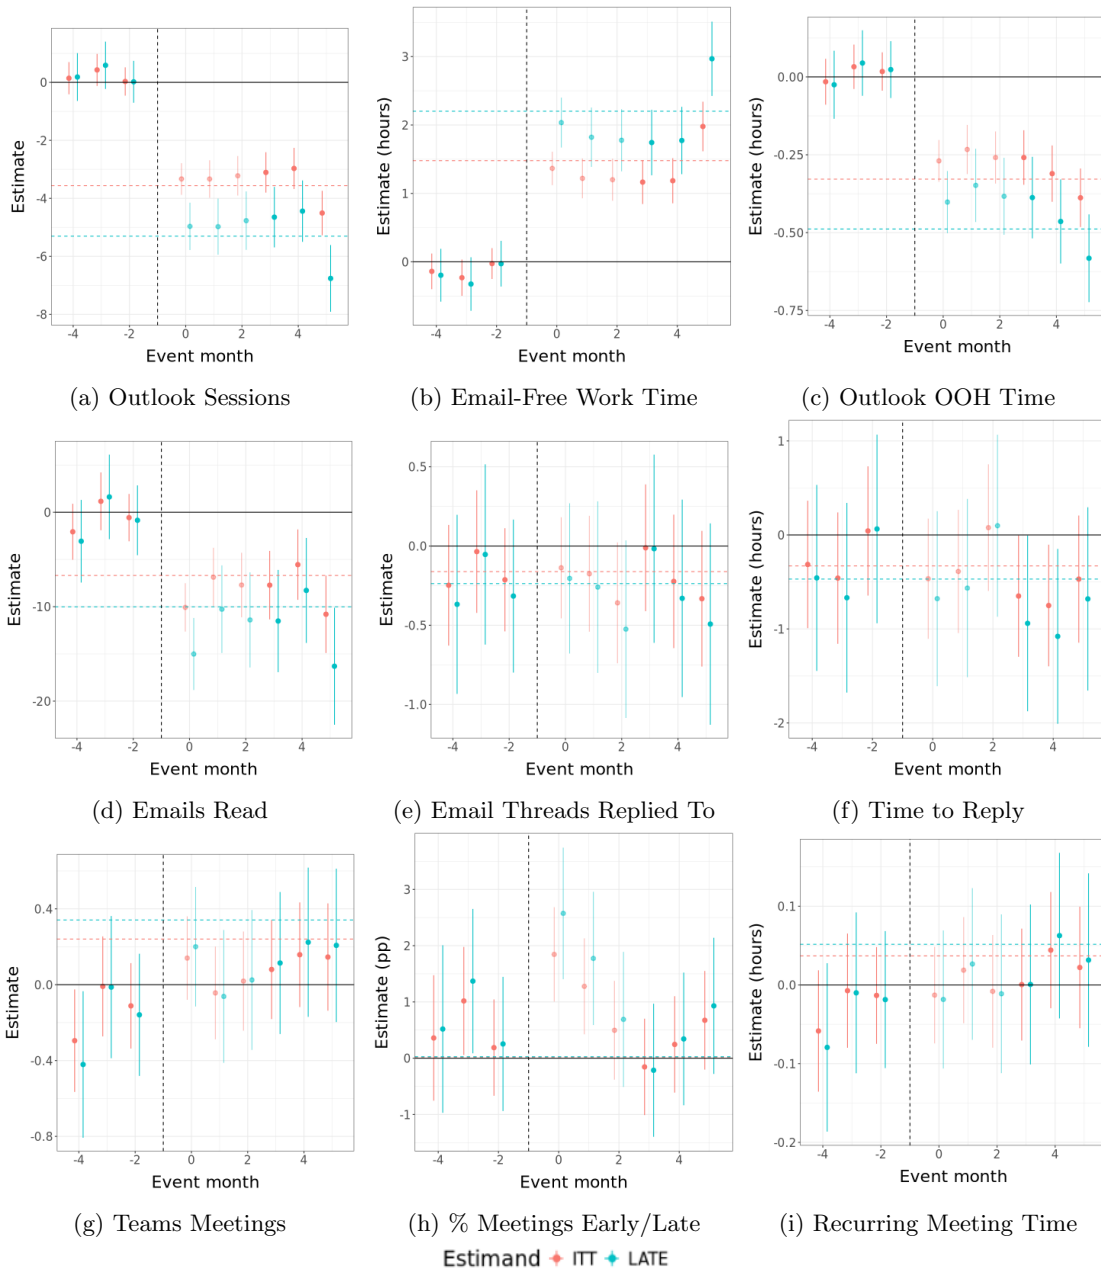 0
-2
-4
-6
-8
Estimate
-4
-2
0
2
4
Event month
(a) Outlook Sessions
3
2
1
0
Estimate (hours)
-4
-2
0
2
4
Event month
(b) Email-Free Work Time
0.00
-0.25
-0.50
-0.75
Estimate (hours)
-4
-2
0
2
4
Event month
(c) Outlook OOH Time
0
-10
-20
Estimate
-4
-2
0
2
4
Event month
(d) Emails Read
0.5
0.0
-0.5
-1.0
Estimate
-4
-2
0
2
4
Event month
(e) Email Threads Replied To
1
0
-1
-2
Estimate (hours)
-4
-2
0
2
4
Event month
(f) Time to Reply
0.4
0.0
-0.4
-0.8
Estimate
-4
-2
0
2
4
Event month
(g) Teams Meetings
3
2
1
0
-1
Estimate (pp)
-4
-2
0
2
4
Event month
(h) % Meetings Early/Late
0.1
0.0
-0.1
-0.2
Estimate (hours)
-4
-2
0
2
4
Event month
(i) Recurring Meeting Time
Estimand ITT LATE